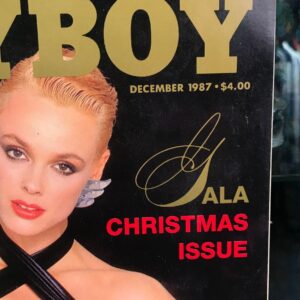 YBOY
DECEMBER 1987 • $4.00
GALA
CHRISTMAS
ISSUE